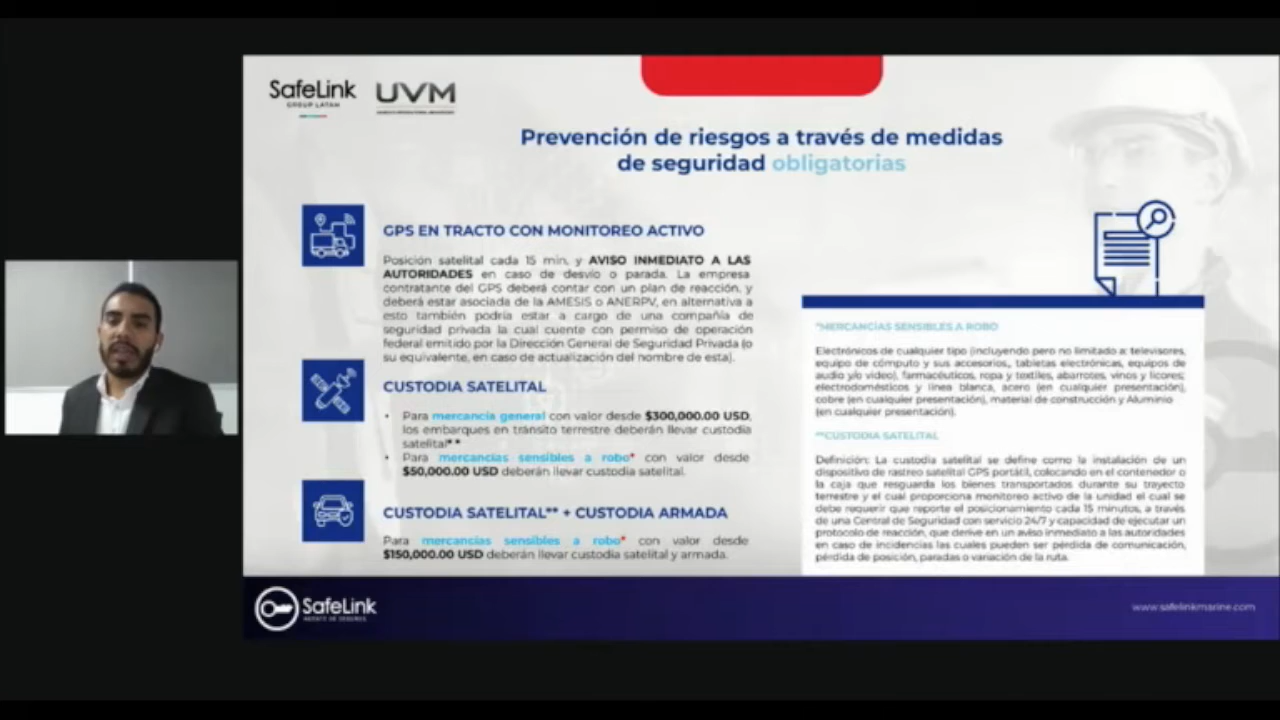 SafeLink
GROUP LATAM
UVM
Prevención de riesgos a través de medidas
de seguridad obligatorias
GPS EN TRACTO CON MONITOREO ACTIVO
Posición satelital cada 15 min, y AVISO INMEDIATO A LAS
AUTORIDADES en caso de desvío o parada. La empresa
contratante del GPS deberá contar con un plan de reacción, y
deberá estar asociada de la AMESIS o ANERPV, en alternativa a
esto también podría estar a cargo de una compañía de
seguridad privada la cual cuente con permiso de operación
federal emitido por la Dirección General de Seguridad Privada (o
su equivalente, en caso de actualización del nombre de esta).
CUSTODIA SATELITAL
• Para mercancía general con valor desde $300,000.00 USD,
los embarques en tránsito terrestre deberán llevar custodia
satelital**
• Para mercancías sensibles a robo* con valor desde
$50,000.00 USD deberán llevar custodia satelital.
CUSTODIA SATELITAL** + CUSTODIA ARMADA
Para mercancías sensibles a robo* con valor desde
$150,000.00 USD deberán llevar custodia satelital y armada.
*MERCANCÍAS SENSIBLES A ROBO
Electrónicos de cualquier tipo (incluyendo pero no limitado a: televisores,
equipo de cómputo y sus accesorios, tabletas electrónicas, equipos de
audio y/o video), farmacéuticos, ropa y textiles, abarrotes, vinos y licores;
electrodomésticos y línea blanca, acero (en cualquier presentación),
cobre (en cualquier presentación), material de construcción y Aluminio
(en cualquier presentación).
**CUSTODIA SATELITAL
Definición: La custodia satelital se define como la instalación de un
dispositivo de rastreo satelital GPS portátil, colocando en el contenedor o
la caja que resguarda los bienes transportados durante su trayecto
terrestre y el cual proporciona monitoreo activo de la unidad el cual se
debe requerir que reporte el posicionamiento cada 15 minutos, a través
de una Central de Seguridad con servicio 24/7 y capacidad de ejecutar un
protocolo de reacción, que derive en un aviso inmediato a las autoridades
en caso de incidencias las cuales pueden ser pérdida de comunicación,
pérdida de posición, paradas o variación de la ruta.
SafeLink
AGENTE DE SEGUROS
www.safelinkmarine.com